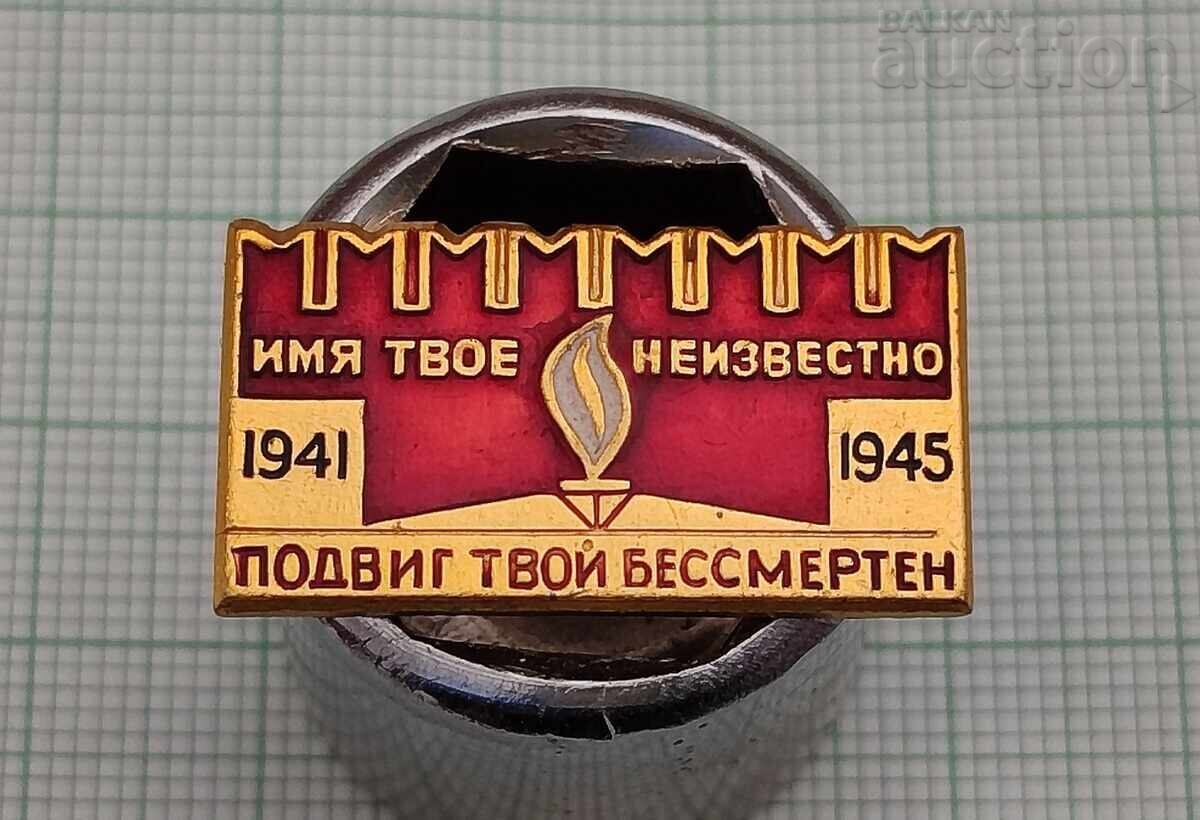 BALKAN
auction
ИМЯ ТВОЕ НЕИЗВЕСТНО
1941 1945
ПОДВИГ ТВОЙ БЕССМЕРТЕН